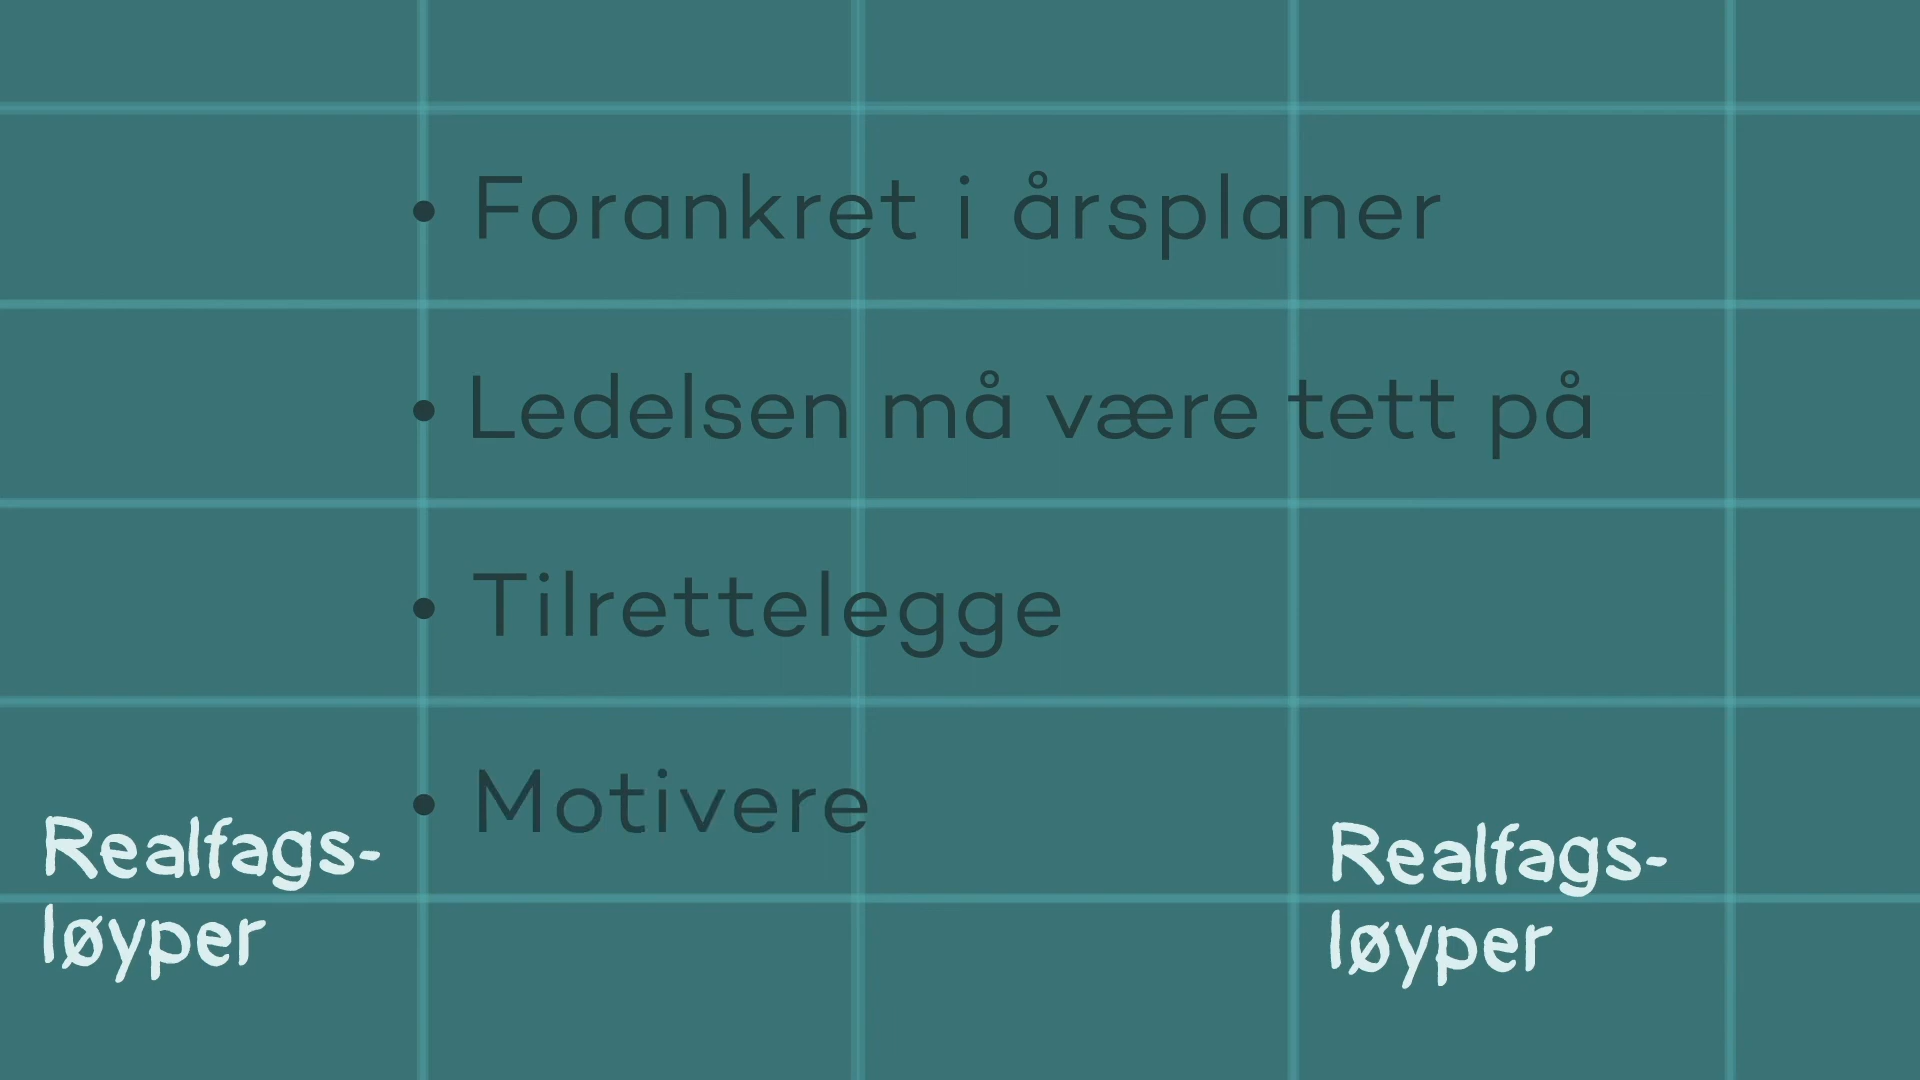 • Forankret i årsplaner
• Ledelsen må være tett på
• Tilrettelegge
• Motivere
Realfags-
løyper
Realfags-
løyper